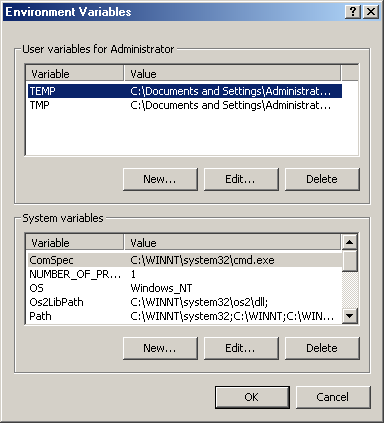 Environment Variables
User variables for Administrator
Variable Value
TEMP C:\Documents and Settings\Administrat...
TMP C:\Documents and Settings\Administrat...
New... Edit... Delete
System variables
Variable Value
ComSpec C:\WINNT\system32\cmd.exe
NUMBER_OF_PR... 1
OS Windows_NT
Os2LibPath C:\WINNT\system32\os2\dll;
Path C:\WINNT\system32;C:\WINNT;C:\WIN...
New... Edit... Delete
OK Cancel